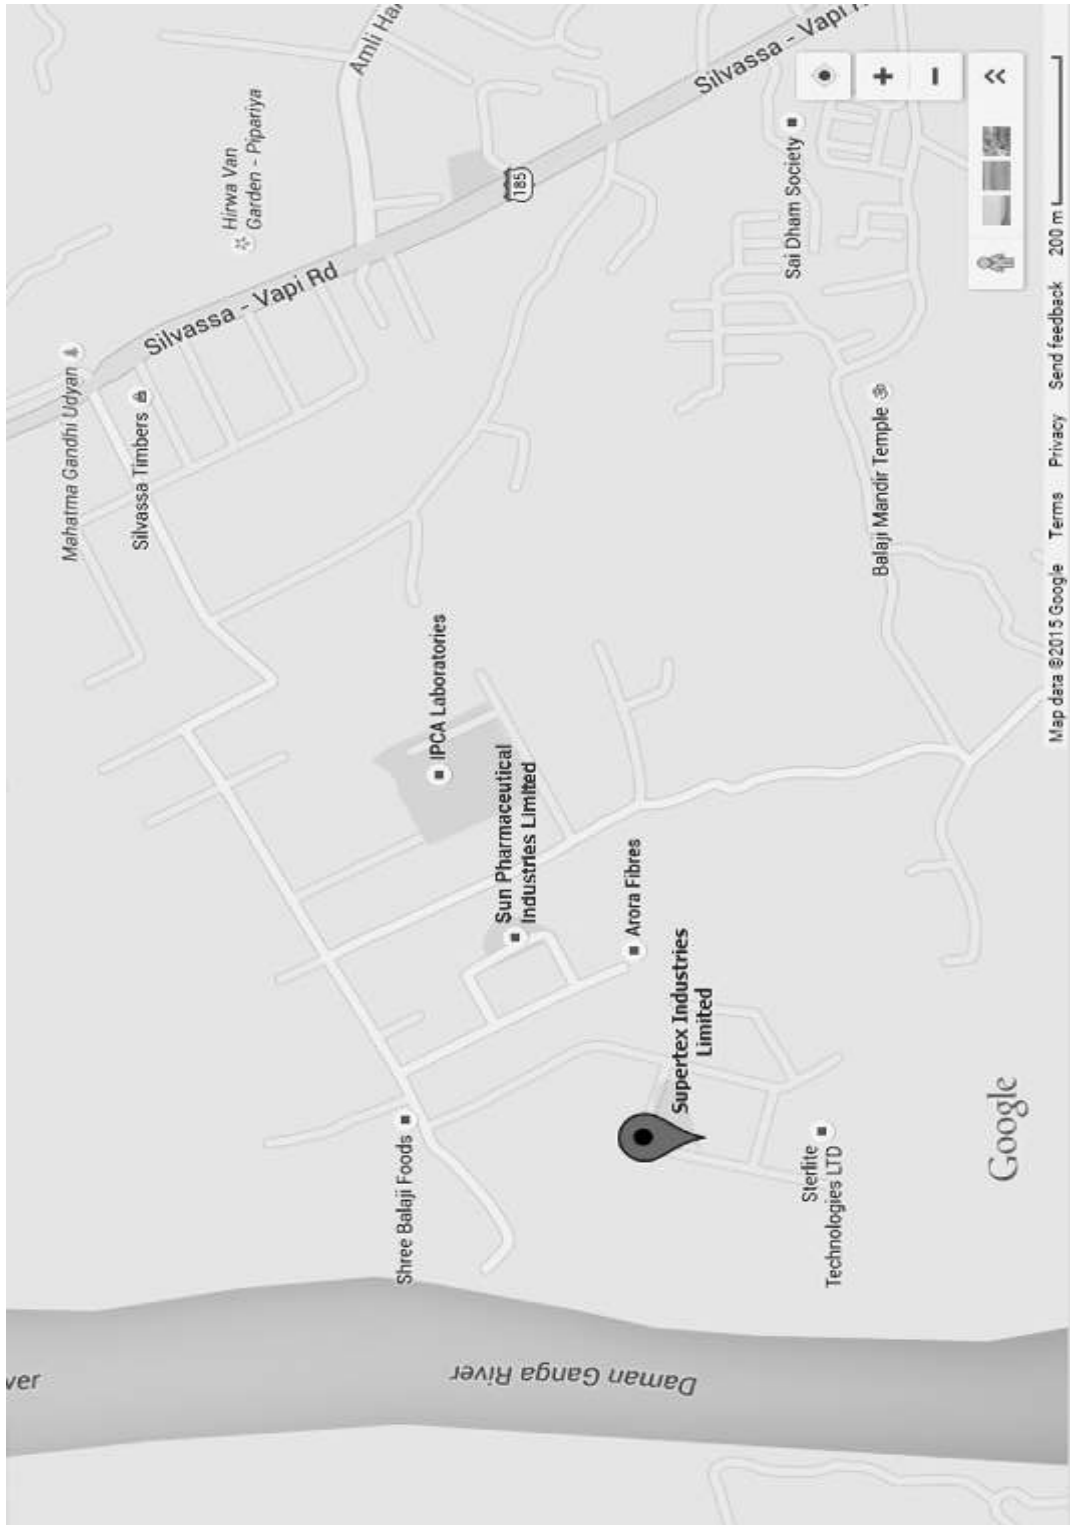 Mahatma Gandhi Udyan
Silvassa Timbers
Silvassa - Vapi Rd
Hirwa Van
Garden - Pipariya
Amli Har
185
Silvassa - Vapi R
Sai Dham Society
Balaji Mandir Temple
IPCA Laboratories
Sun Pharmaceutical
Industries Limited
Arora Fibres
Supertex Industries
Limited
Shree Balaji Foods
Sterlite
Technologies LTD
ver
Daman Ganga River
Google
Map data ©2015 Google Terms Privacy Send feedback 200 m